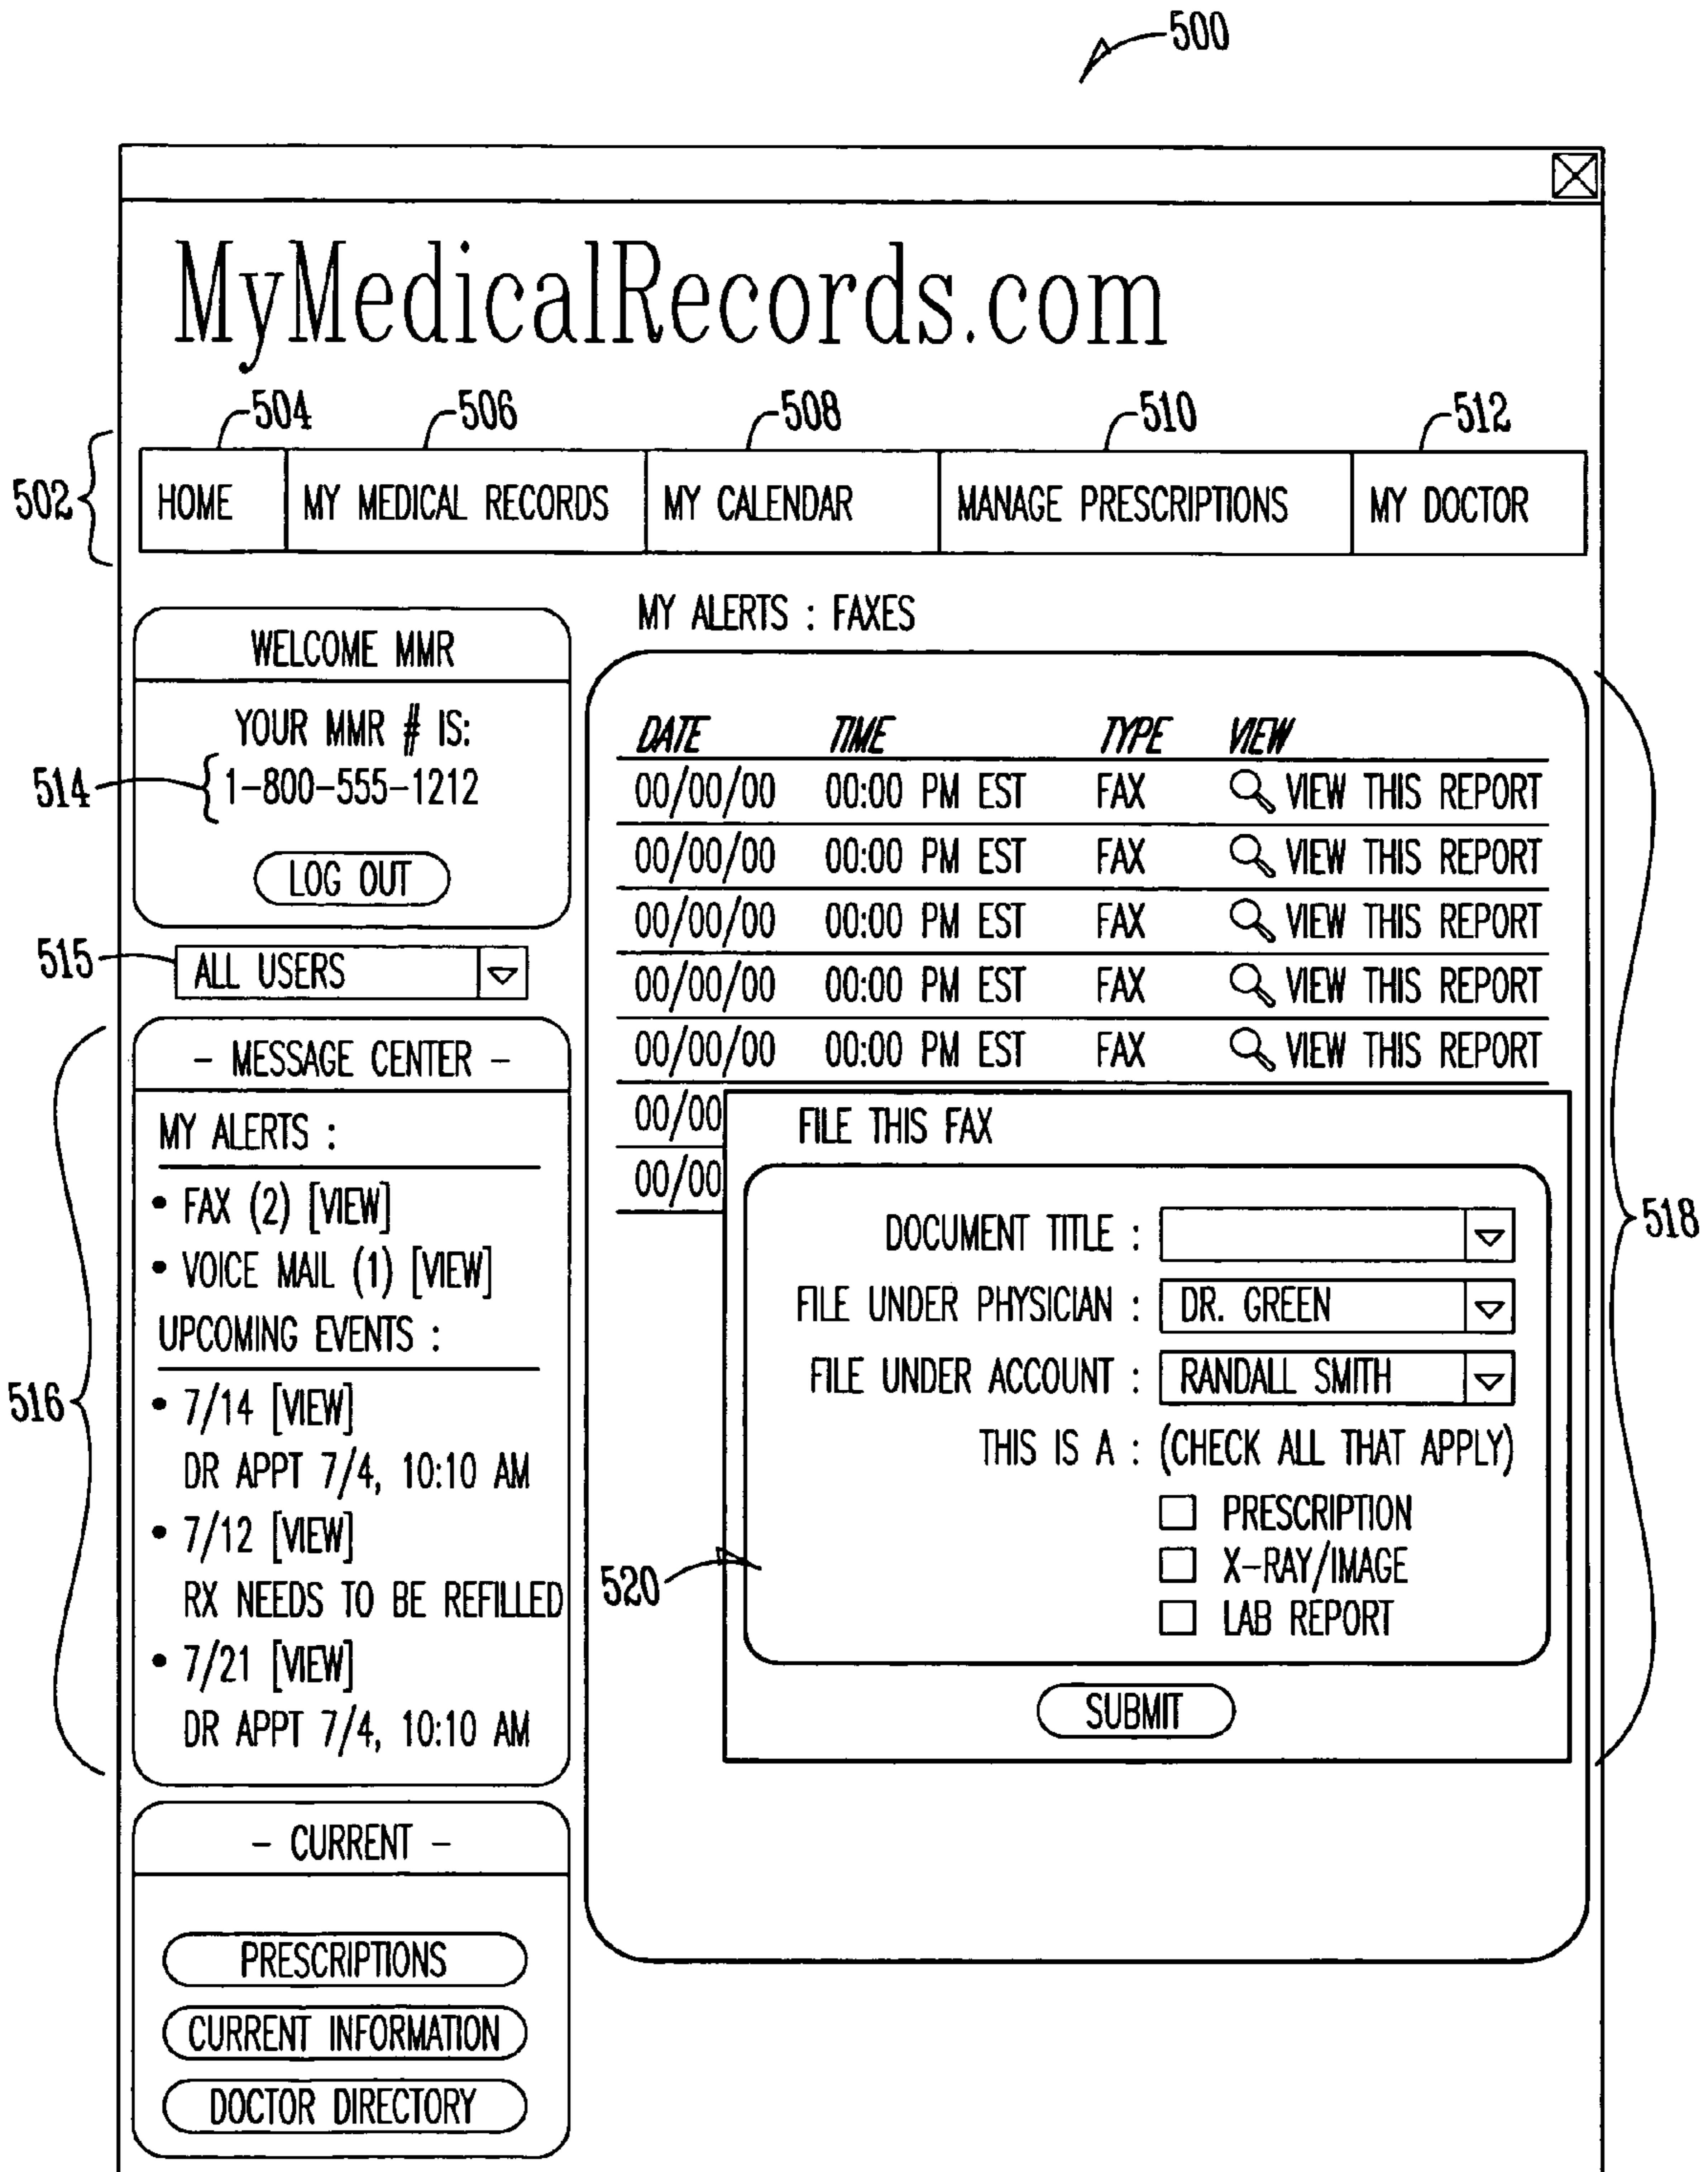 500
MyMedicalRecords.com
504 506 508 510 512
502
HOME MY MEDICAL RECORDS MY CALENDAR MANAGE PRESCRIPTIONS MY DOCTOR
WELCOME MMR
YOUR MMR # IS:
514
1-800-555-1212
LOG OUT
515
ALL USERS
516
- MESSAGE CENTER -
MY ALERTS :
• FAX (2) [VIEW]
• VOICE MAIL (1) [VIEW]
UPCOMING EVENTS :
• 7/14 [VIEW]
DR APPT 7/4, 10:10 AM
• 7/12 [VIEW]
RX NEEDS TO BE REFILLED
• 7/21 [VIEW]
DR APPT 7/4, 10:10 AM
- CURRENT -
PRESCRIPTIONS
CURRENT INFORMATION
DOCTOR DIRECTORY
MY ALERTS : FAXES
DATE TIME TYPE VIEW
00/00/00 00:00 PM EST FAX VIEW THIS REPORT
00/00/00 00:00 PM EST FAX VIEW THIS REPORT
00/00/00 00:00 PM EST FAX VIEW THIS REPORT
00/00/00 00:00 PM EST FAX VIEW THIS REPORT
00/00/00 00:00 PM EST FAX VIEW THIS REPORT
00/00
00/00
518
FILE THIS FAX
DOCUMENT TITLE :
FILE UNDER PHYSICIAN : DR. GREEN
FILE UNDER ACCOUNT : RANDALL SMITH
THIS IS A : (CHECK ALL THAT APPLY)
PRESCRIPTION
X-RAY/IMAGE
LAB REPORT
520
SUBMIT